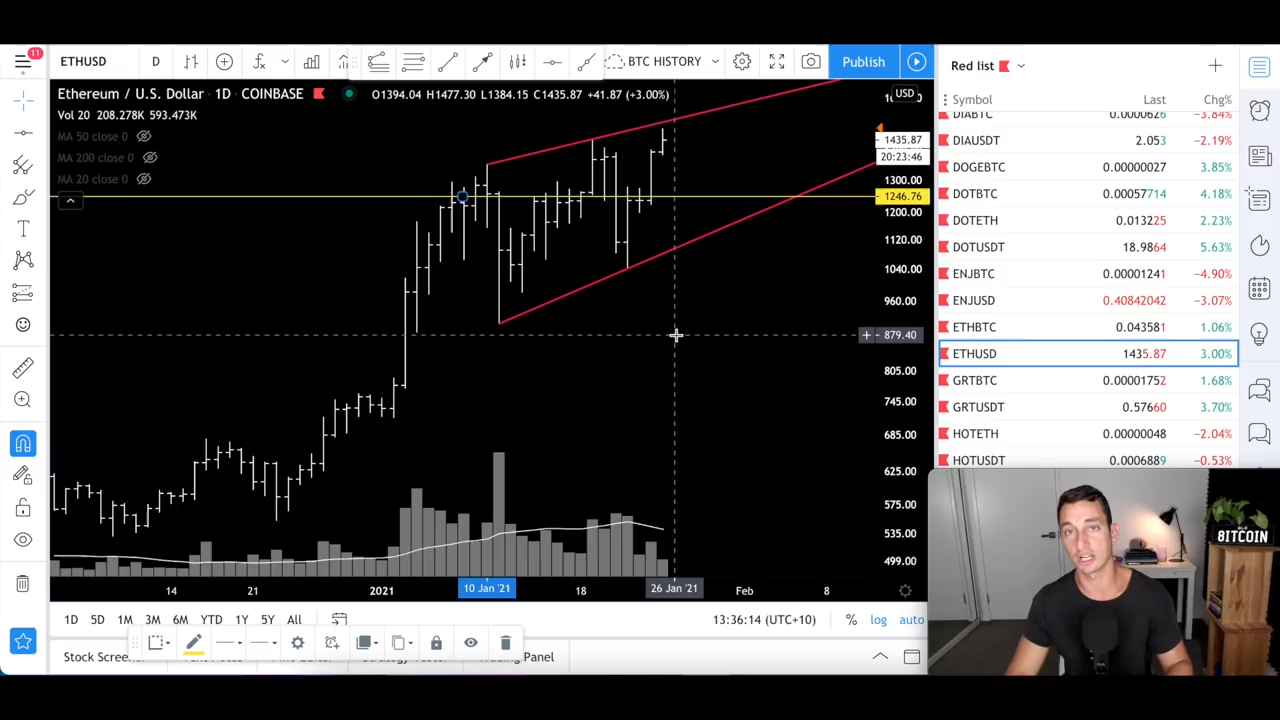 11
ETHUSD D BTC HISTORY Publish
Red list
Ethereum / U.S. Dollar · 1D · COINBASE O1394.04 H1477.30 L1384.15 C1435.87 +41.87 (+3.00%)
USD
Symbol Last Chg%
Vol 20 208.278K 593.473K
MA 50 close 0
MA 200 close 0
MA 20 close 0
1435.87
20:23:46
1300.00
1246.76
1200.00
1120.00
1040.00
960.00
879.40
805.00
745.00
685.00
625.00
575.00
535.00
499.00
DIABTC 0.0000626 −3.84%
DIAUSDT 2.053 −2.19%
DOGEBTC 0.00000027 3.85%
DOTBTC 0.00057714 4.18%
DOTETH 0.013225 2.23%
DOTUSDT 18.9864 5.63%
ENJBTC 0.00001241 −4.90%
ENJUSD 0.40842042 −3.07%
ETHBTC 0.043581 1.06%
ETHUSD 1435.87 3.00%
GRTBTC 0.00001752 1.68%
GRTUSDT 0.57660 3.70%
HOTETH 0.00000048 −2.04%
HOTUSDT 0.0006889 −0.53%
14 21 2021 10 Jan '21 18 26 Jan '21 Feb 8
1D 5D 1M 3M 6M YTD 1Y 5Y All 13:36:14 (UTC+10) % log auto
Stock Screener Trading Panel
BITCOIN